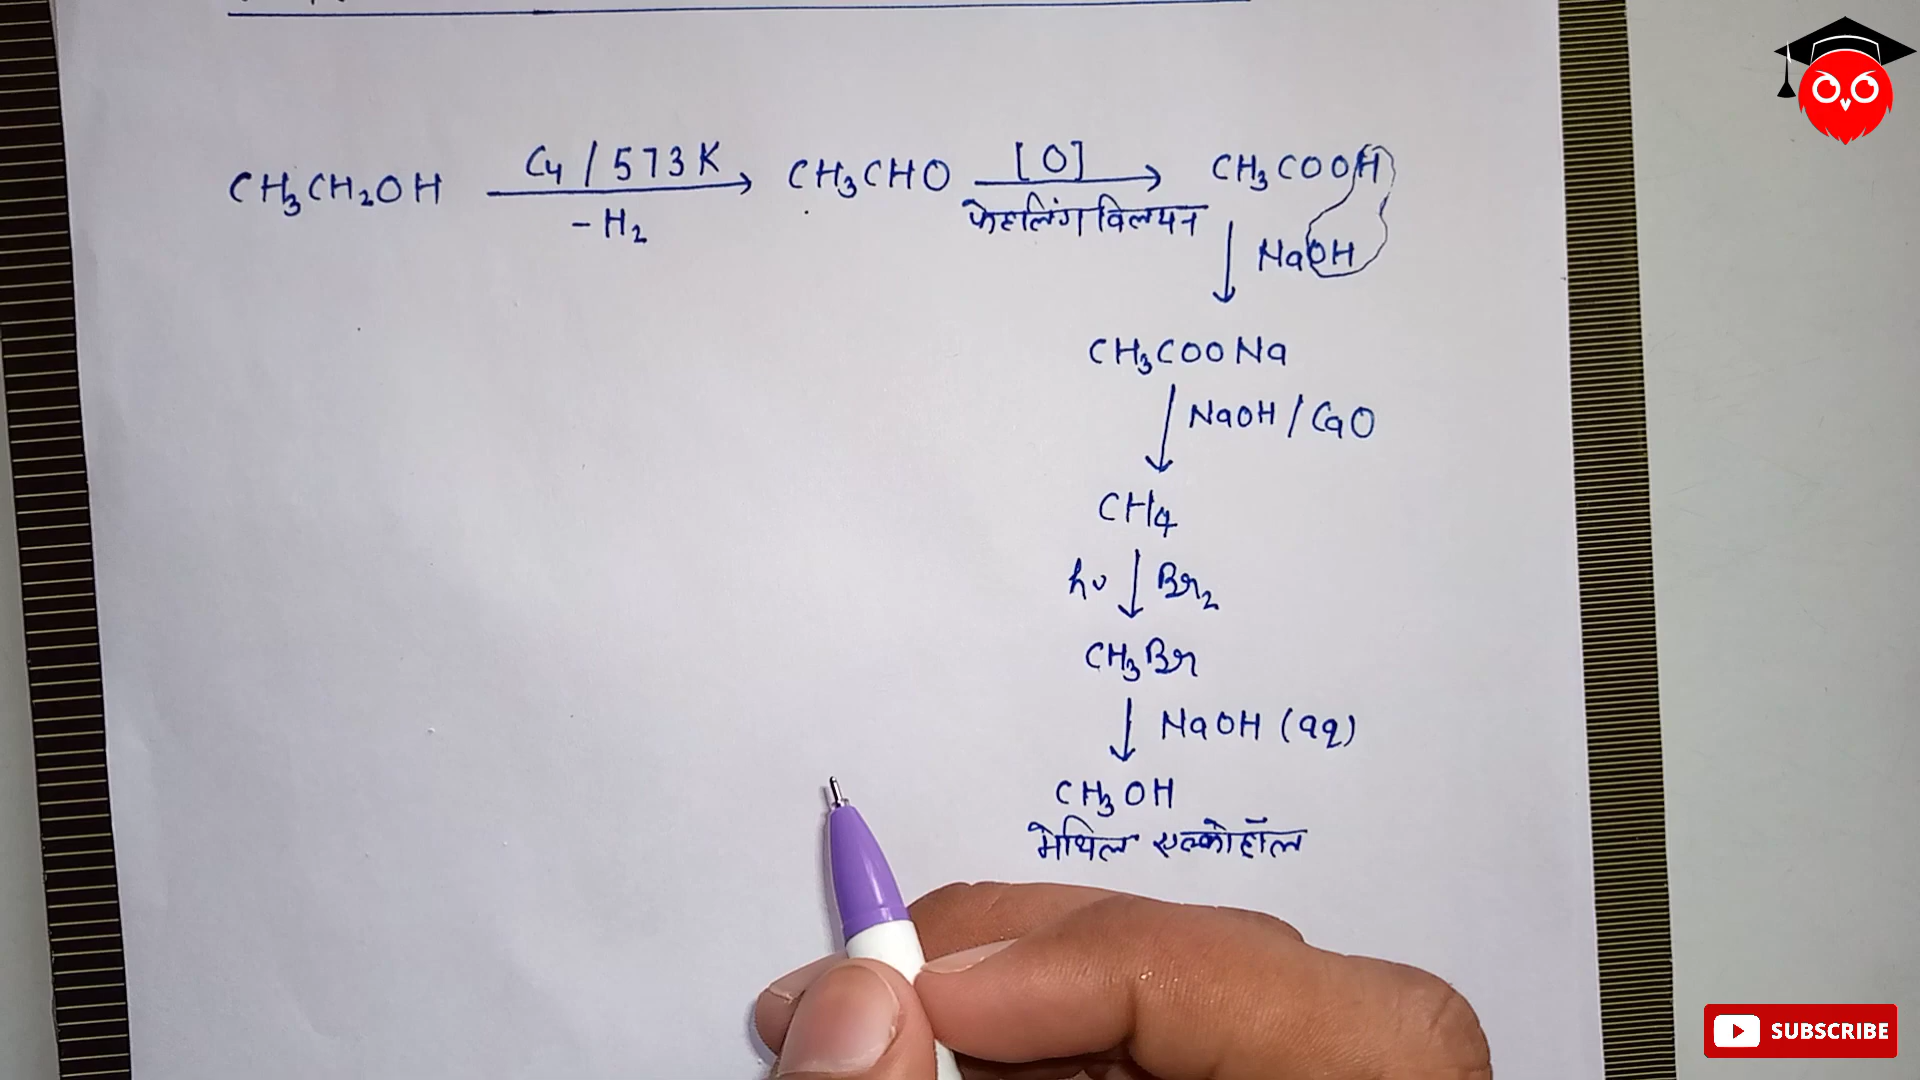 CH₃CH₂OH —Cu / 573 K / – H₂→ CH₃CHO —[O] / फेहलिंग विलयन→ CH₃COOH
↓ NaOH
CH₃COONa
↓ NaOH / CaO
CH₄
hν ↓ Br₂
CH₃Br
↓ NaOH (aq)
CH₃OH
मेथिल एल्कोहॉल
SUBSCRIBE